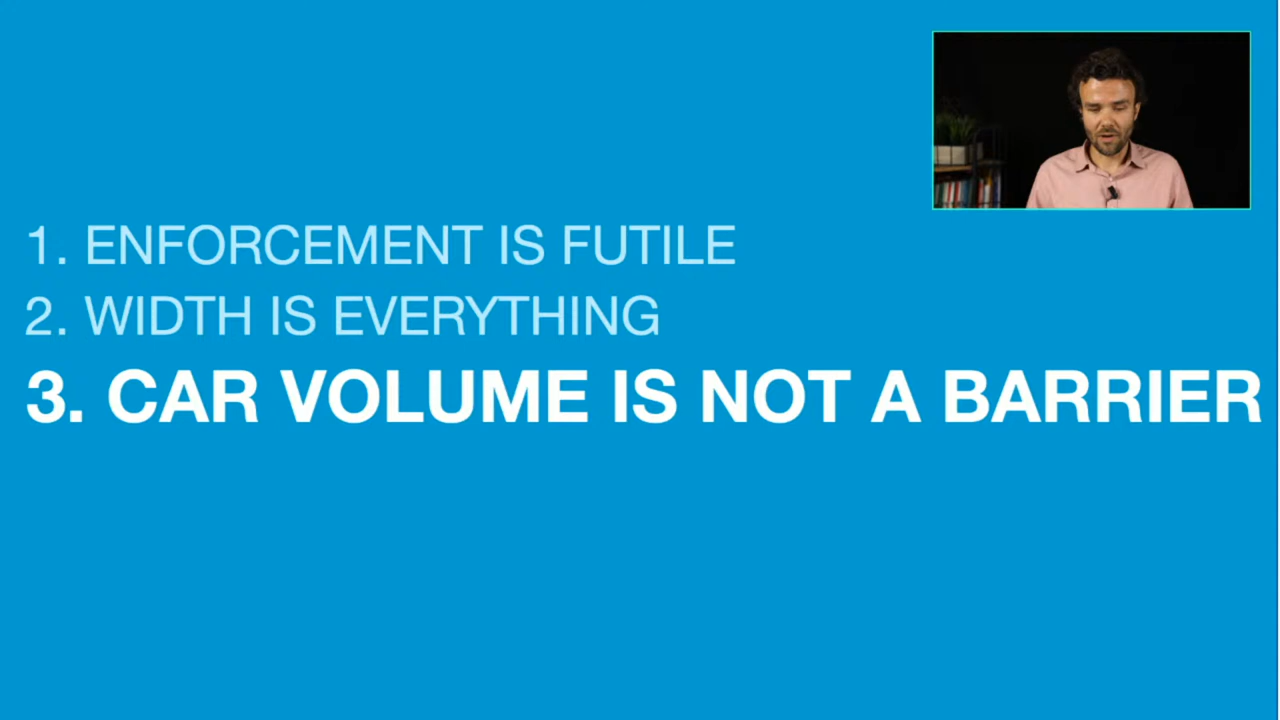 1. ENFORCEMENT IS FUTILE
2. WIDTH IS EVERYTHING
3. CAR VOLUME IS NOT A BARRIER